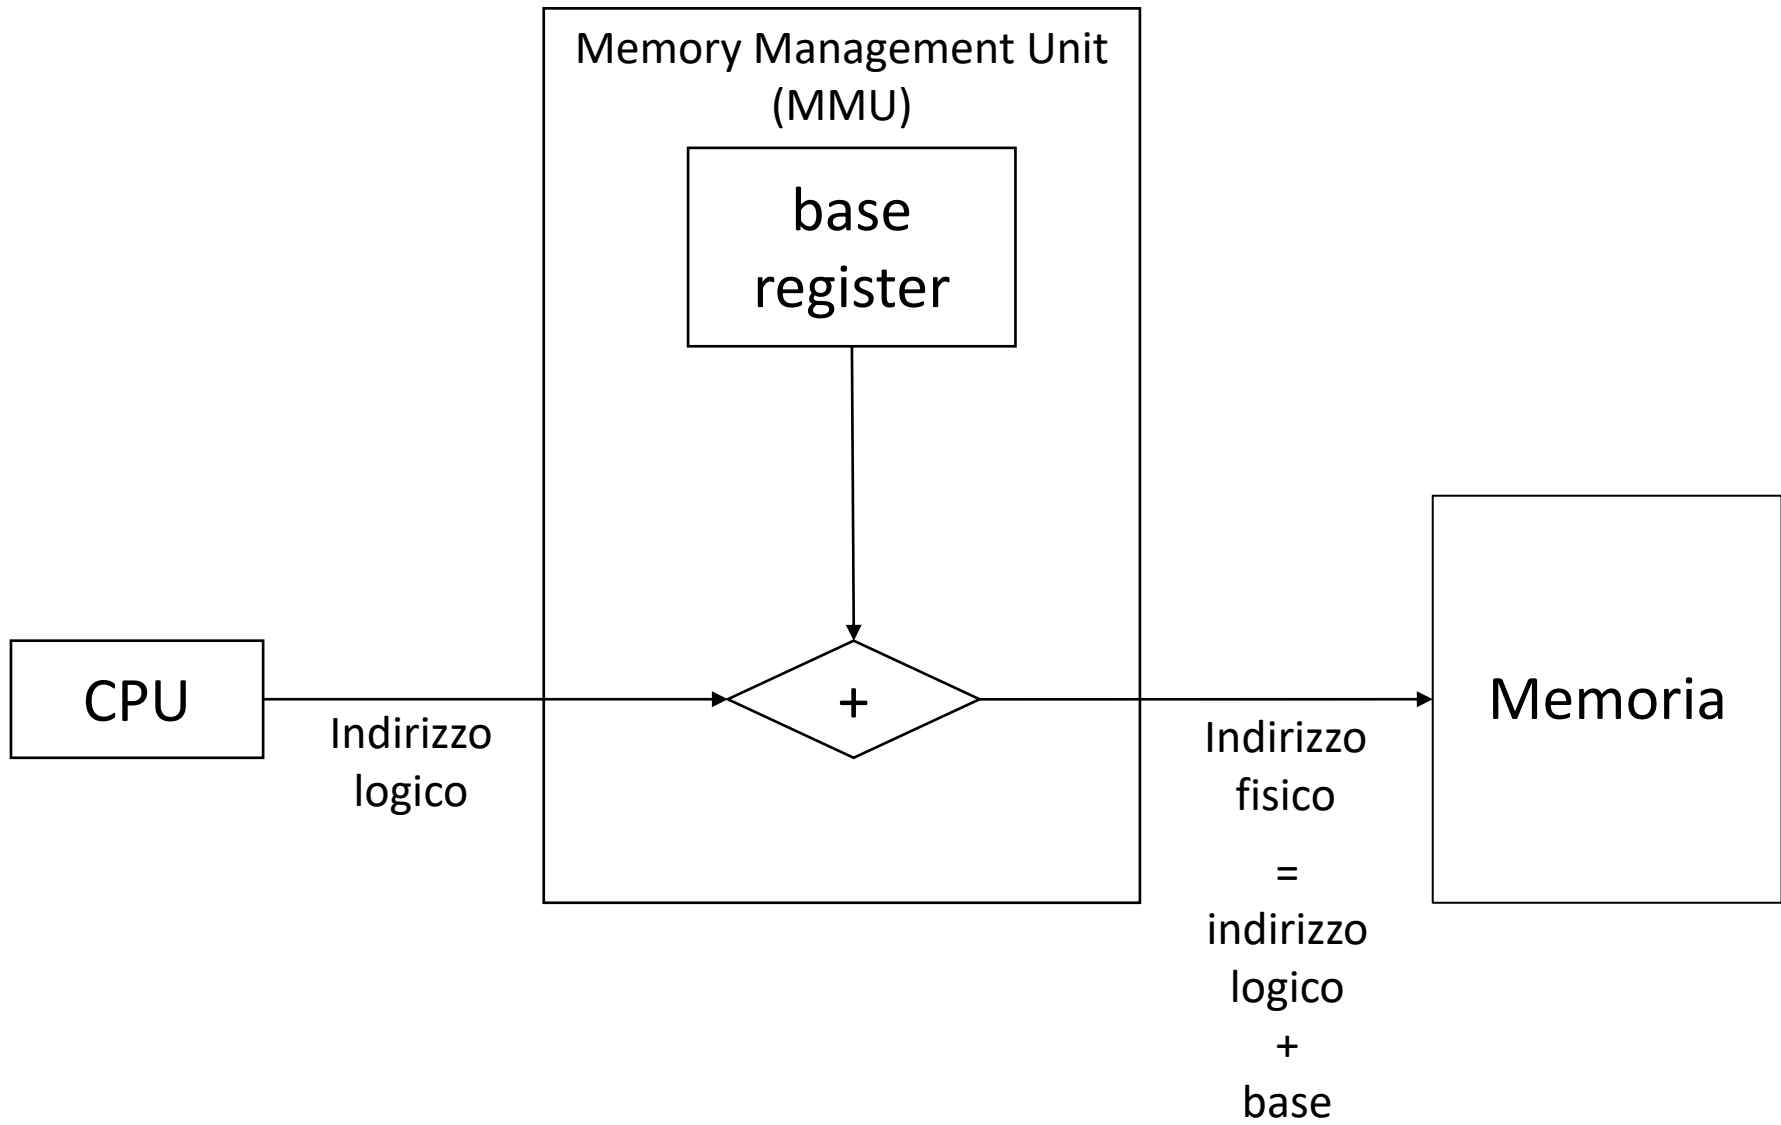 Memory Management Unit
(MMU)
base
register
CPU
+
Memoria
Indirizzo
logico
Indirizzo
fisico
=
indirizzo
logico
+
base